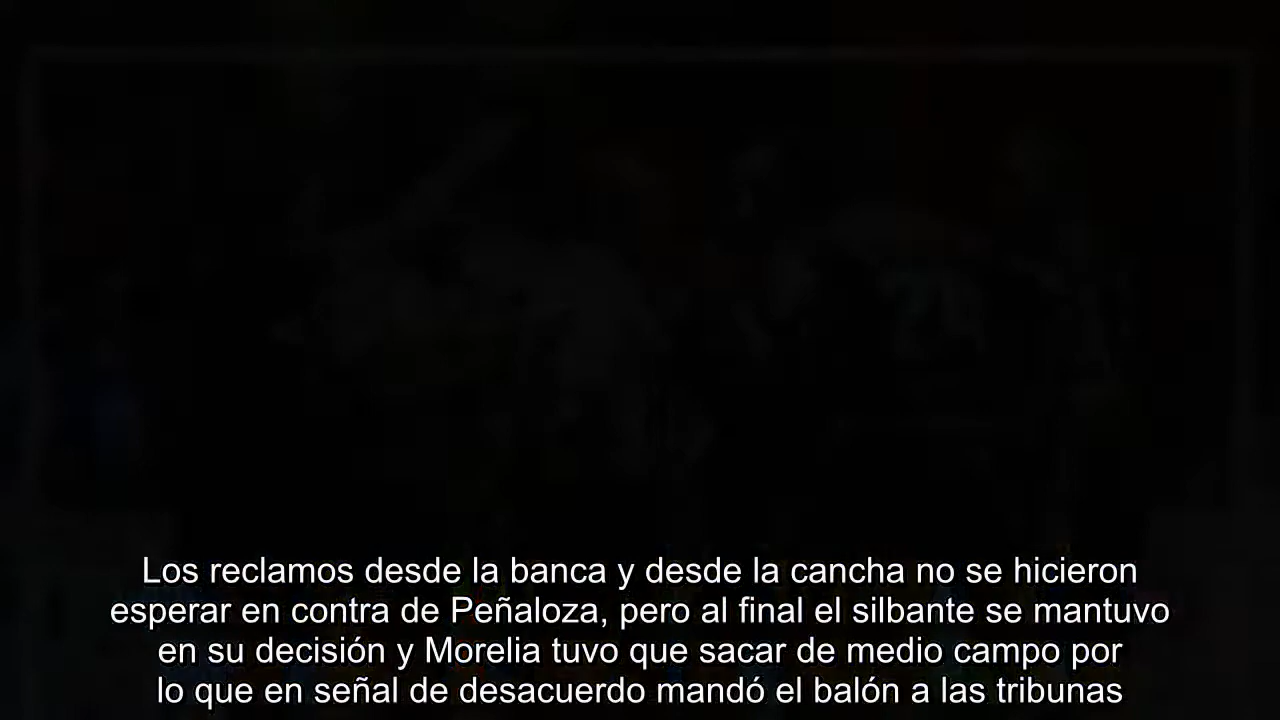 Los reclamos desde la banca y desde la cancha no se hicieron
esperar en contra de Peñaloza, pero al final el silbante se mantuvo
en su decisión y Morelia tuvo que sacar de medio campo por
lo que en señal de desacuerdo mandó el balón a las tribunas